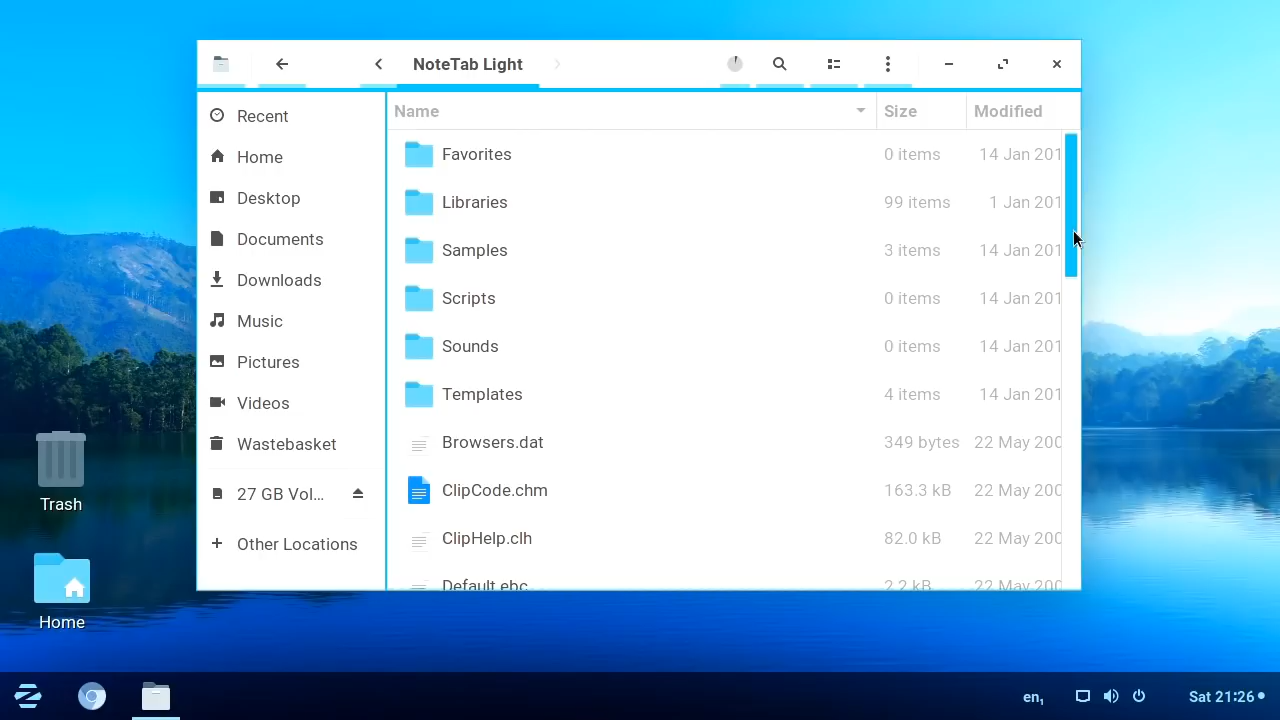 NoteTab Light
Name Size Modified
Recent
Home
Desktop
Documents
Downloads
Music
Pictures
Videos
Wastebasket
27 GB Vol...
Other Locations
Favorites 0 items 14 Jan 201
Libraries 99 items 1 Jan 201
Samples 3 items 14 Jan 201
Scripts 0 items 14 Jan 201
Sounds 0 items 14 Jan 201
Templates 4 items 14 Jan 201
Browsers.dat 349 bytes 22 May 200
ClipCode.chm 163.3 kB 22 May 200
ClipHelp.clh 82.0 kB 22 May 200
Default.ebc 2.2 kB 22 May 200
Trash
Home
en, Sat 21:26